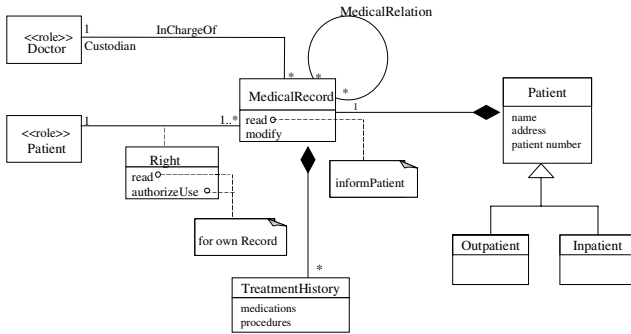 MedicalRelation
<<role>>
Doctor
1
InChargeOf
Custodian
*
*
*
MedicalRecord
read
modify
1
Patient
name
address
patient number
<<role>>
Patient
1
1..*
Right
read
authorizeUse
informPatient
for own Record
Outpatient
Inpatient
*
TreatmentHistory
medications
procedures